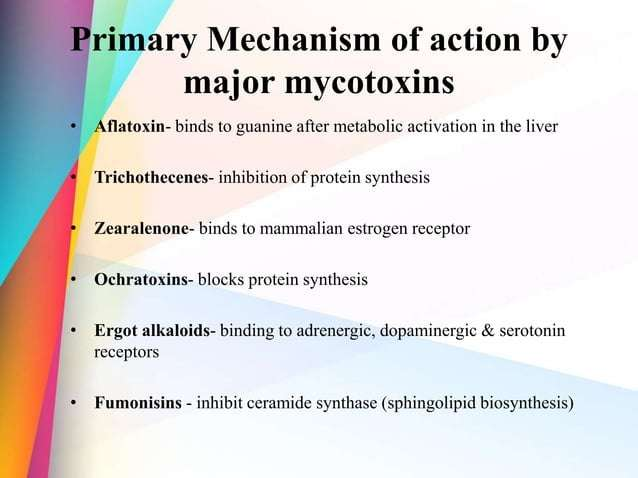 Primary Mechanism of action by
major mycotoxins
• Aflatoxin- binds to guanine after metabolic activation in the liver
• Trichothecenes- inhibition of protein synthesis
• Zearalenone- binds to mammalian estrogen receptor
• Ochratoxins- blocks protein synthesis
• Ergot alkaloids- binding to adrenergic, dopaminergic & serotonin
receptors
• Fumonisins - inhibit ceramide synthase (sphingolipid biosynthesis)